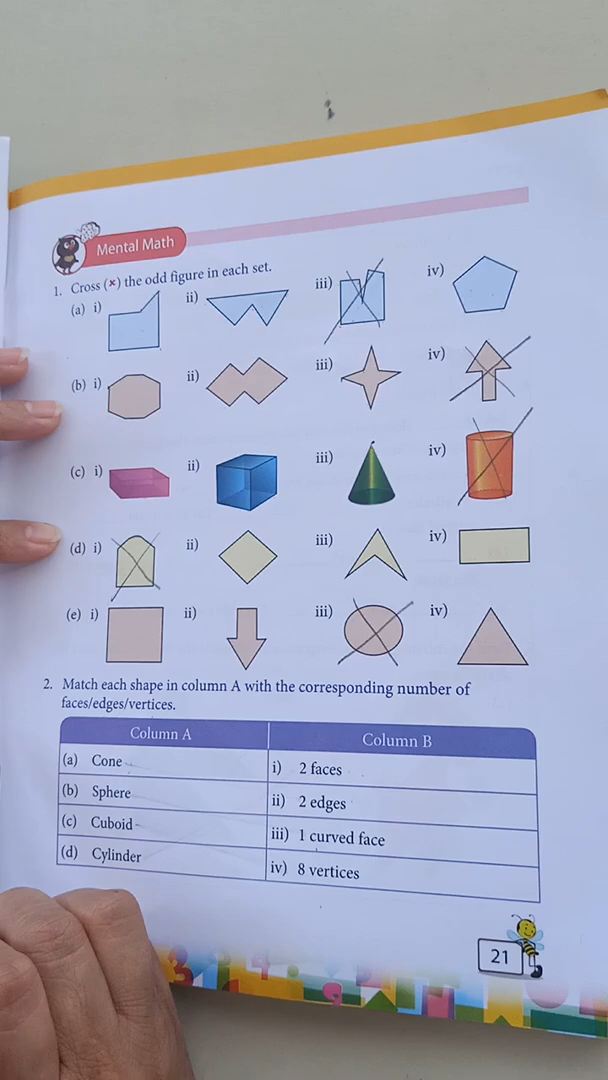 Mental Math
1. Cross (×) the odd figure in each set.
(a) i) ii) iii) iv)
(b) i) ii) iii) iv)
(c) i) ii) iii) iv)
(d) i) ii) iii) iv)
(e) i) ii) iii) iv)
2. Match each shape in column A with the corresponding number of
faces/edges/vertices.
Column A Column B
(a) Cone i) 2 faces
(b) Sphere ii) 2 edges
(c) Cuboid iii) 1 curved face
(d) Cylinder iv) 8 vertices
21